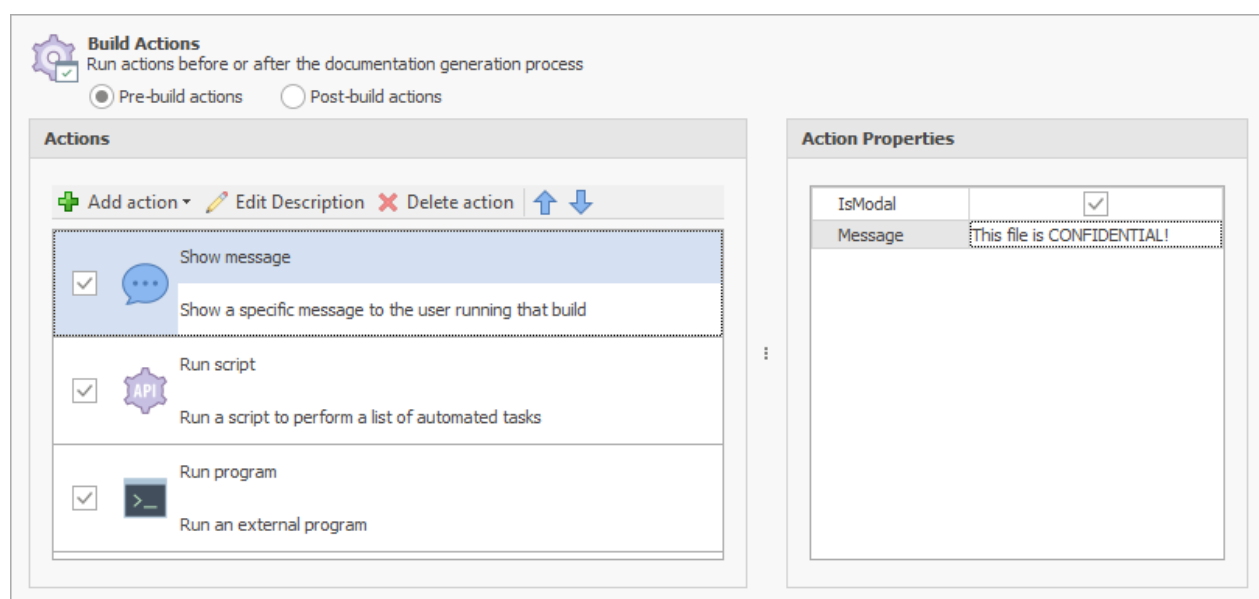 Build Actions
Run actions before or after the documentation generation process
Pre-build actions Post-build actions
Actions
Add action Edit Description Delete action
Show message
Show a specific message to the user running that build
API
Run script
Run a script to perform a list of automated tasks
>_
Run program
Run an external program
Action Properties
IsModal
Message This file is CONFIDENTIAL!